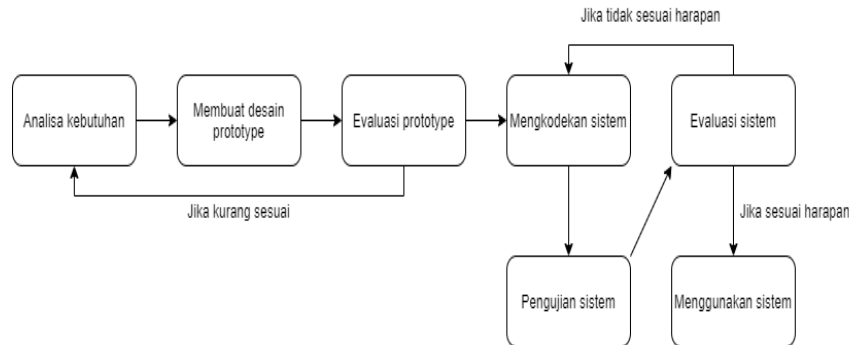 Jika tidak sesuai harapan
Analisa kebutuhan
Membuat desain
prototype
Evaluasi prototype
Mengkodekan sistem
Evaluasi sistem
Jika kurang sesuai
Jika sesuai harapan
Pengujian sistem
Menggunakan sistem